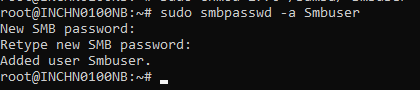 root@INCHN0100NB:~# sudo smbpasswd -a Smbuser
New SMB password:
Retype new SMB password:
Added user Smbuser.
root@INCHN0100NB:~#